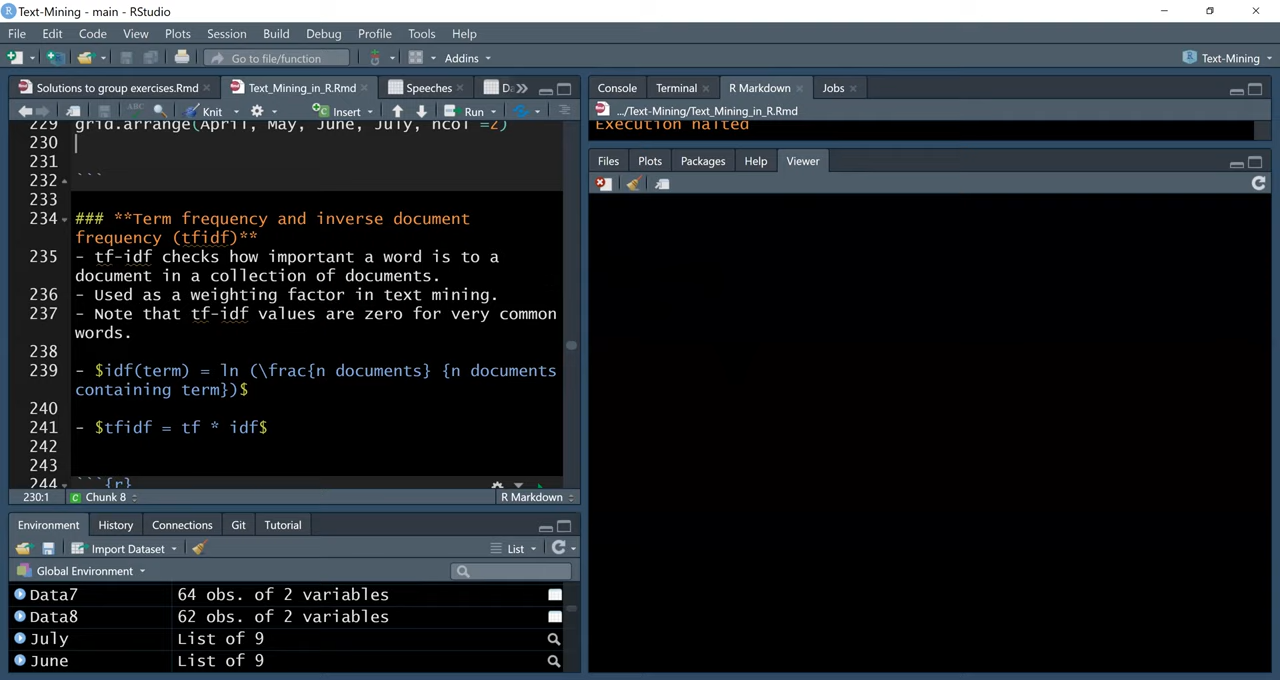 Text-Mining - main - RStudio
File Edit Code View Plots Session Build Debug Profile Tools Help
Go to file/function Addins Text-Mining
Solutions to group exercises.Rmd Text_Mining_in_R.Rmd Speeches Da
Knit Insert Run
229 grid.arrange(April, May, June, July, ncol =2)
230
231
232 ```
233
234 ### **Term frequency and inverse document
frequency (tfidf)**
235 - tf-idf checks how important a word is to a
document in a collection of documents.
236 - Used as a weighting factor in text mining.
237 - Note that tf-idf values are zero for very common
words.
238
239 - $idf(term) = ln (\frac{n documents} {n documents
containing term})$
240
241 - $tfidf = tf * idf$
242
243
244 ```{r}
230:1 Chunk 8 R Markdown
Environment History Connections Git Tutorial
Import Dataset List
Global Environment
Data7 64 obs. of 2 variables
Data8 62 obs. of 2 variables
July List of 9
June List of 9
Console Terminal R Markdown Jobs
.../Text-Mining/Text_Mining_in_R.Rmd
Execution halted
Files Plots Packages Help Viewer